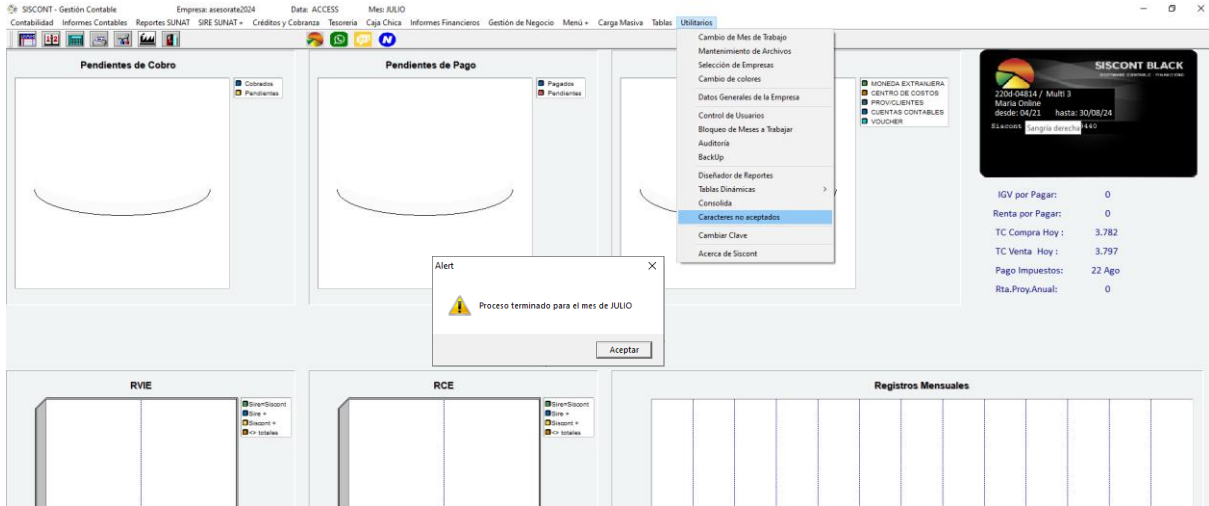 SISCONT - Gestión Contable Empresa: asesorate2024 Data: ACCESS Mes: JULIO
Contabilidad Informes Contables Reportes SUNAT SIRE SUNAT + Créditos y Cobranza Tesoreria Caja Chica Informes Financieros Gestión de Negocio Menú + Carga Masiva Tablas Utilitarios
Cambio de Mes de Trabajo
Mantenimiento de Archivos
Selección de Empresas
Cambio de colores
Datos Generales de la Empresa
Control de Usuarios
Bloqueo de Meses a Trabajar
Auditoría
BackUp
Diseñador de Reportes
Tablas Dinámicas
Consolida
Caracteres no aceptados
Cambiar Clave
Acerca de Siscont
Pendientes de Cobro
Cobrados
Pendientes
Pendientes de Pago
Pagados
Pendientes
MONEDA EXTRANJERA
CENTRO DE COSTOS
PROV/CLIENTES
CUENTAS CONTABLES
VOUCHER
SISCONT BLACK
220d-04814 / Multi 3
Maria Online
desde: 04/21 hasta: 30/08/24
Siscont
Sangria derecha
IGV por Pagar: 0
Renta por Pagar: 0
TC Compra Hoy : 3.782
TC Venta Hoy : 3.797
Pago Impuestos: 22 Ago
Rta.Proy.Anual: 0
Alert
Proceso terminado para el mes de JULIO
Aceptar
RVIE
Sire=Siscont
Sire +
Siscont +
<> totales
RCE
Sire=Siscont
Sire +
Siscont +
<> totales
Registros Mensuales